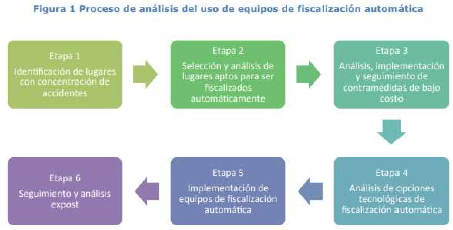 Figura 1 Proceso de análisis del uso de equipos de fiscalización automática
Etapa 1
Identificación de lugares
con concentración de
accidentes
Etapa 2
Selección y análisis de
lugares aptos para ser
fiscalizados
automáticamente
Etapa 3
Análisis, implementación
y seguimiento de
contramedidas de bajo
costo
Etapa 4
Análisis de opciones
tecnológicas de
fiscalización automática
Etapa 5
Implementación de
equipos de fiscalización
automática
Etapa 6
Seguimiento y análisis
expost